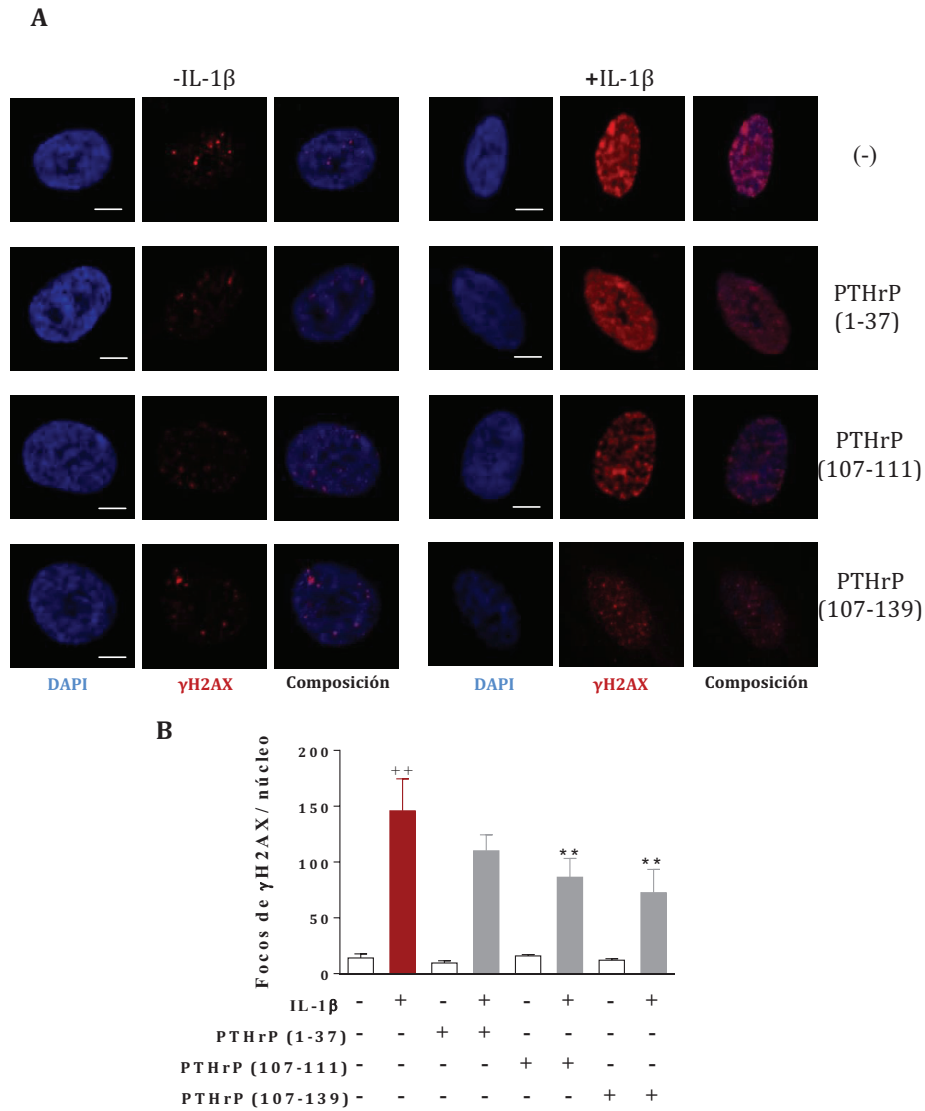 A
-IL-1β
+IL-1β
(-)
PTHrP
(1-37)
PTHrP
(107-111)
PTHrP
(107-139)
DAPI γH2AX Composición DAPI γH2AX Composición
B
Focos de γH2AX / núcleo
200
150
100
50
0
++
**
**
IL-1β - + - + - + - +
PTHrP (1-37) - - + + - - - -
PTHrP (107-111) - - - - + + - -
PTHrP (107-139) - - - - - - + +